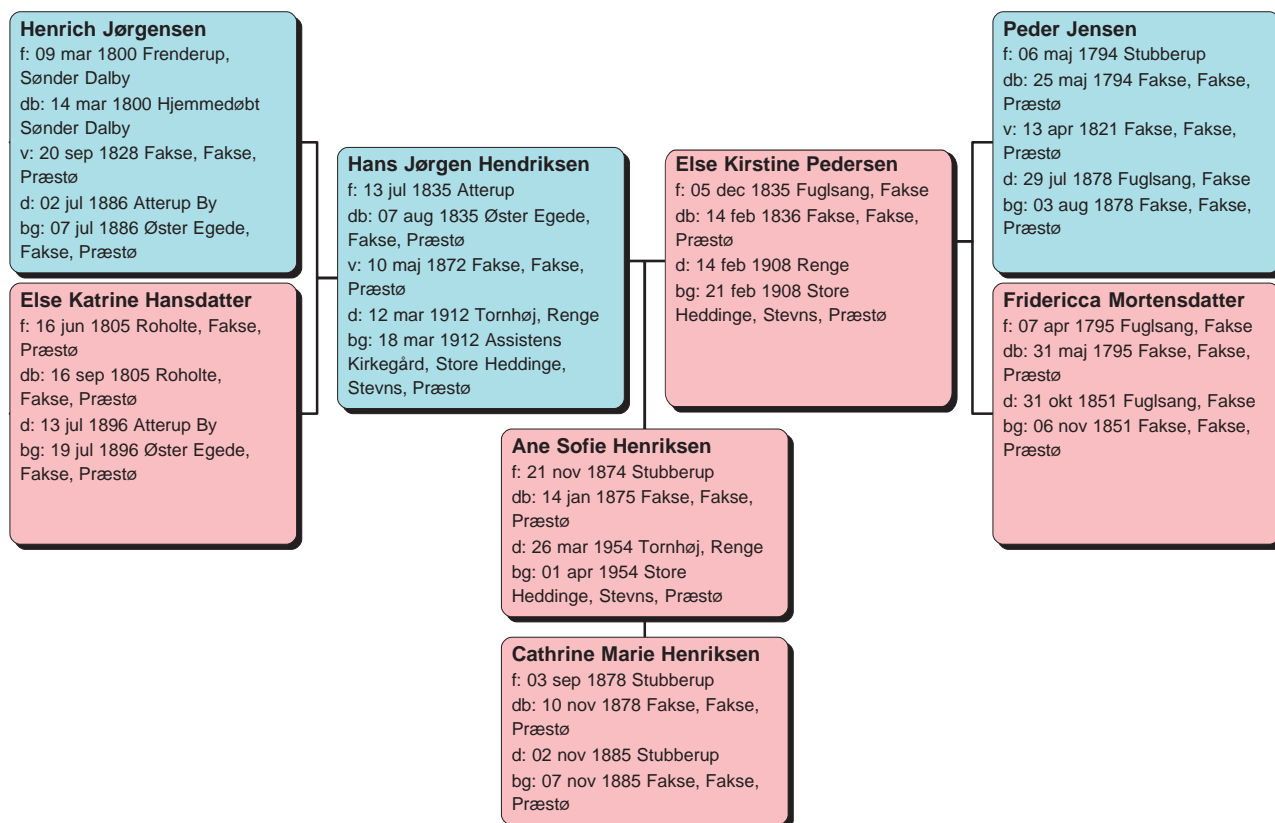 Henrich Jørgensen
f: 09 mar 1800 Frenderup,
Sønder Dalby
db: 14 mar 1800 Hjemmedøbt
Sønder Dalby
v: 20 sep 1828 Fakse, Fakse,
Præstø
d: 02 jul 1886 Atterup By
bg: 07 jul 1886 Øster Egede,
Fakse, Præstø
Else Katrine Hansdatter
f: 16 jun 1805 Roholte, Fakse,
Præstø
db: 16 sep 1805 Roholte,
Fakse, Præstø
d: 13 jul 1896 Atterup By
bg: 19 jul 1896 Øster Egede,
Fakse, Præstø
Hans Jørgen Hendriksen
f: 13 jul 1835 Atterup
db: 07 aug 1835 Øster Egede,
Fakse, Præstø
v: 10 maj 1872 Fakse, Fakse,
Præstø
d: 12 mar 1912 Tornhøj, Renge
bg: 18 mar 1912 Assistens
Kirkegård, Store Heddinge,
Stevns, Præstø
Else Kirstine Pedersen
f: 05 dec 1835 Fuglsang, Fakse
db: 14 feb 1836 Fakse, Fakse,
Præstø
d: 14 feb 1908 Renge
bg: 21 feb 1908 Store
Heddinge, Stevns, Præstø
Peder Jensen
f: 06 maj 1794 Stubberup
db: 25 maj 1794 Fakse, Fakse,
Præstø
v: 13 apr 1821 Fakse, Fakse,
Præstø
d: 29 jul 1878 Fuglsang, Fakse
bg: 03 aug 1878 Fakse, Fakse,
Præstø
Fridericca Mortensdatter
f: 07 apr 1795 Fuglsang, Fakse
db: 31 maj 1795 Fakse, Fakse,
Præstø
d: 31 okt 1851 Fuglsang, Fakse
bg: 06 nov 1851 Fakse, Fakse,
Præstø
Ane Sofie Henriksen
f: 21 nov 1874 Stubberup
db: 14 jan 1875 Fakse, Fakse,
Præstø
d: 26 mar 1954 Tornhøj, Renge
bg: 01 apr 1954 Store
Heddinge, Stevns, Præstø
Cathrine Marie Henriksen
f: 03 sep 1878 Stubberup
db: 10 nov 1878 Fakse, Fakse,
Præstø
d: 02 nov 1885 Stubberup
bg: 07 nov 1885 Fakse, Fakse,
Præstø